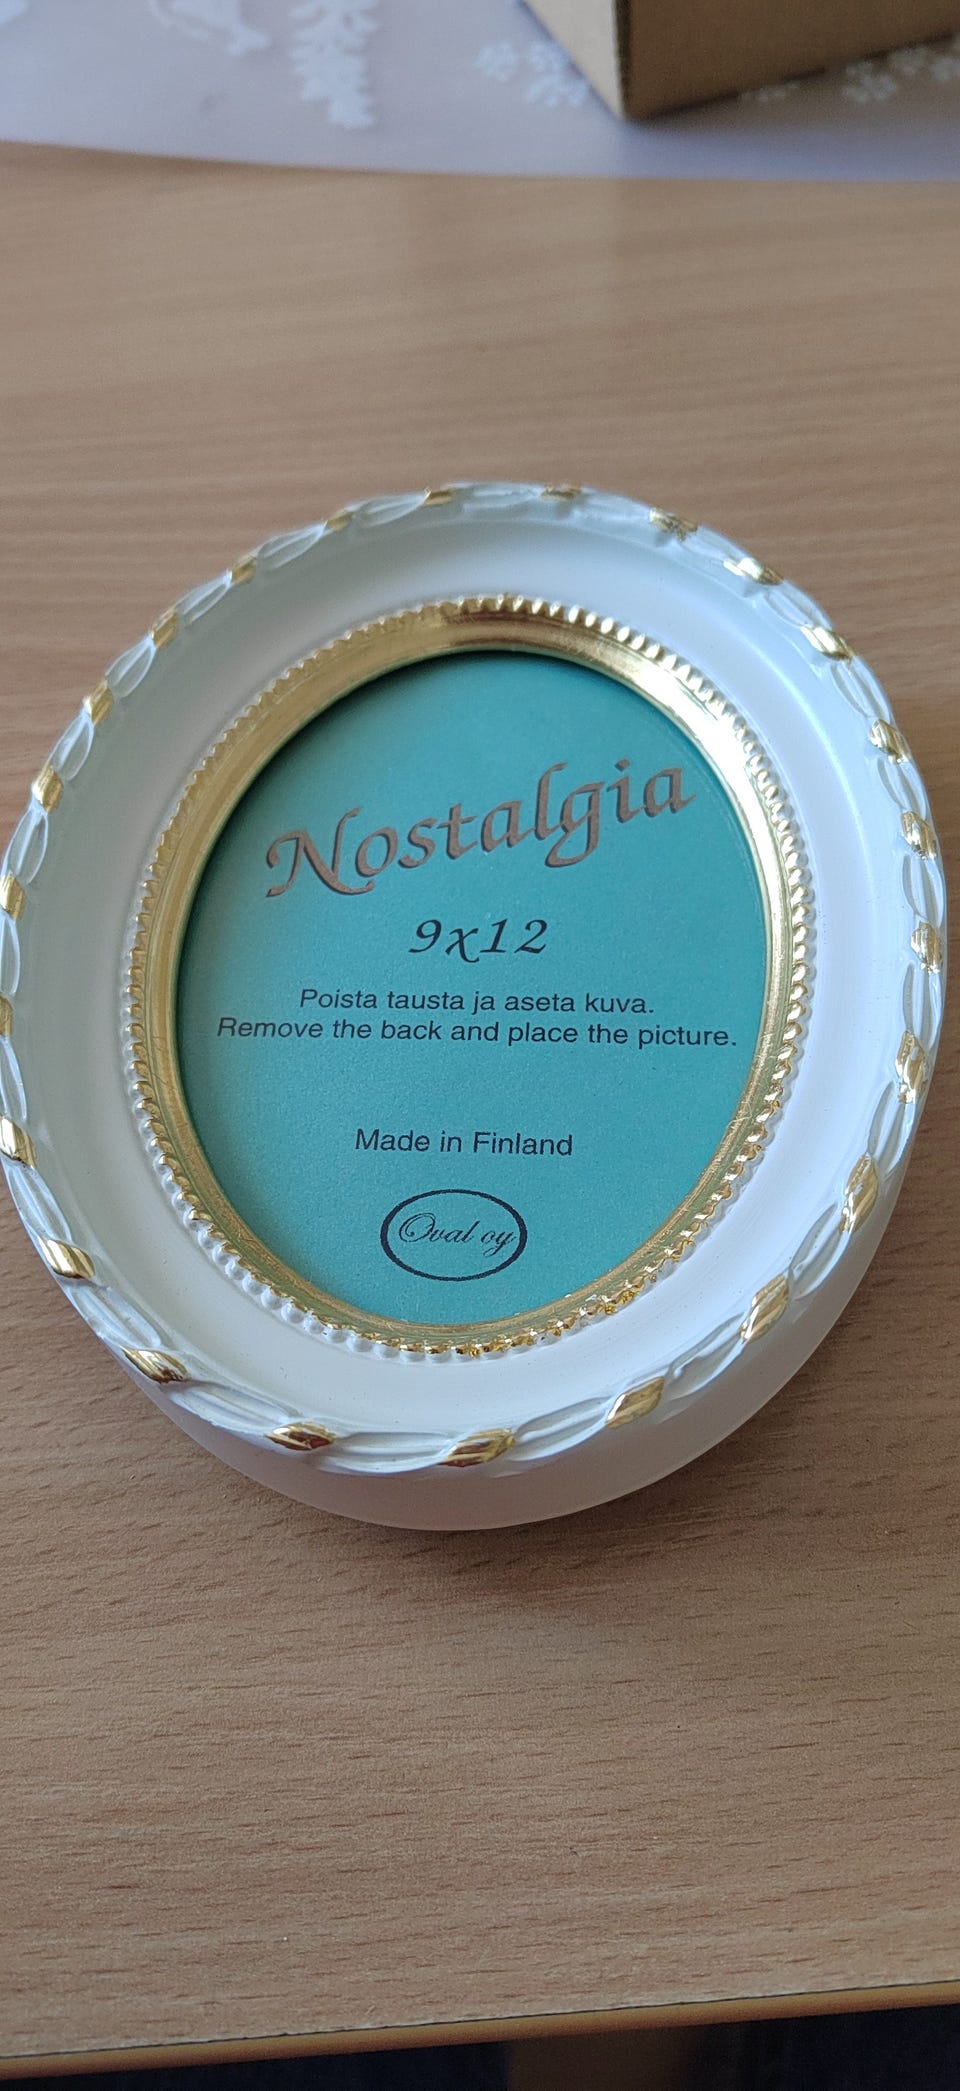 Nostalgia
9x12
Poista tausta ja aseta kuva.
Remove the back and place the picture.
Made in Finland
Oval oy